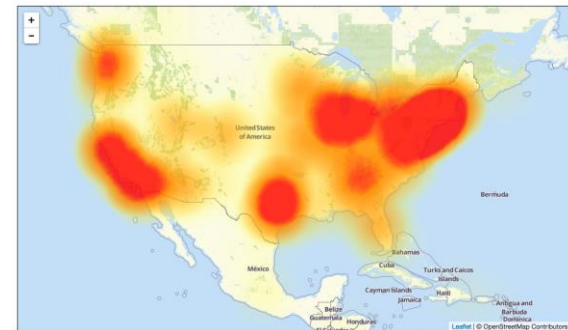 +
−
United States
of America
Bermuda
México
Bahamas
Cuba
Turks and Caicos
Islands
Cayman Islands
Haiti
Jamaica
Antigua and
Barbuda
Dominica
Belize
Guatemala
Honduras
Leaflet | © OpenStreetMap Contributors